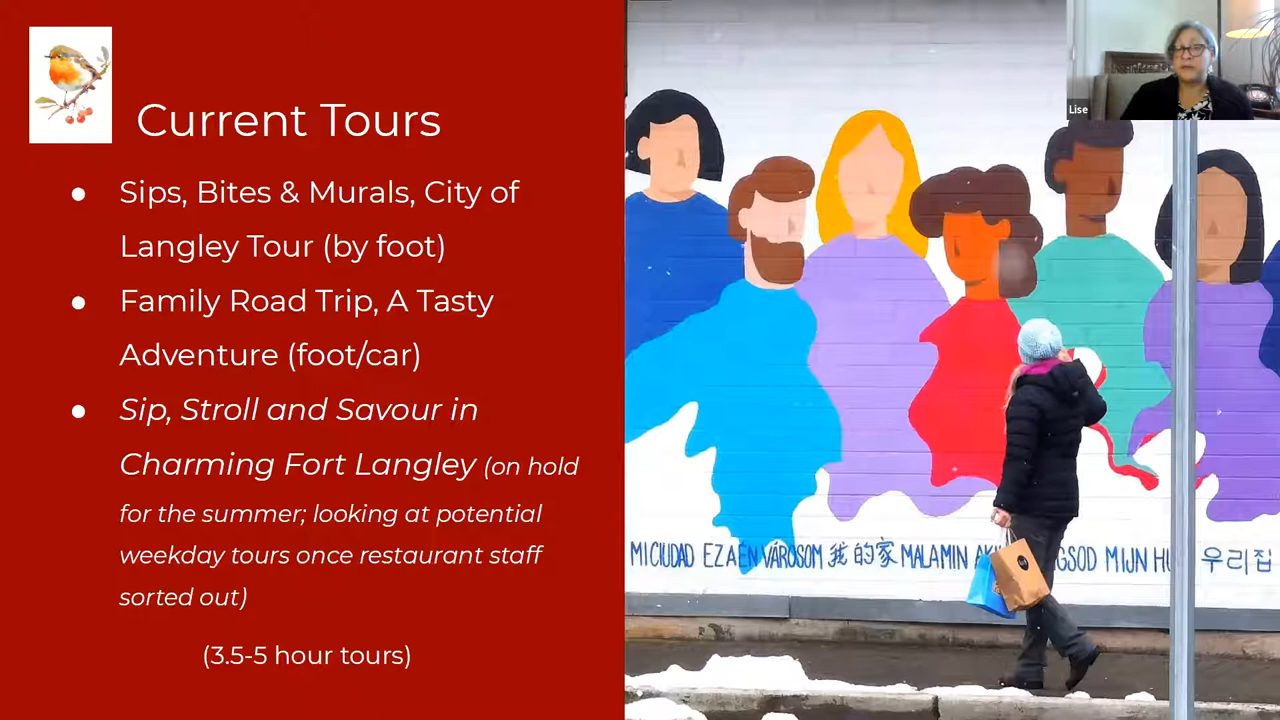 Current Tours
● Sips, Bites & Murals, City of
Langley Tour (by foot)
● Family Road Trip, A Tasty
Adventure (foot/car)
● Sip, Stroll and Savour in
Charming Fort Langley (on hold
for the summer; looking at potential
weekday tours once restaurant staff
sorted out)
(3.5-5 hour tours)
Lise
MI CIUDAD EZ AÉN VÁROSOM 我的家 MALAMIN MIJN 우리집